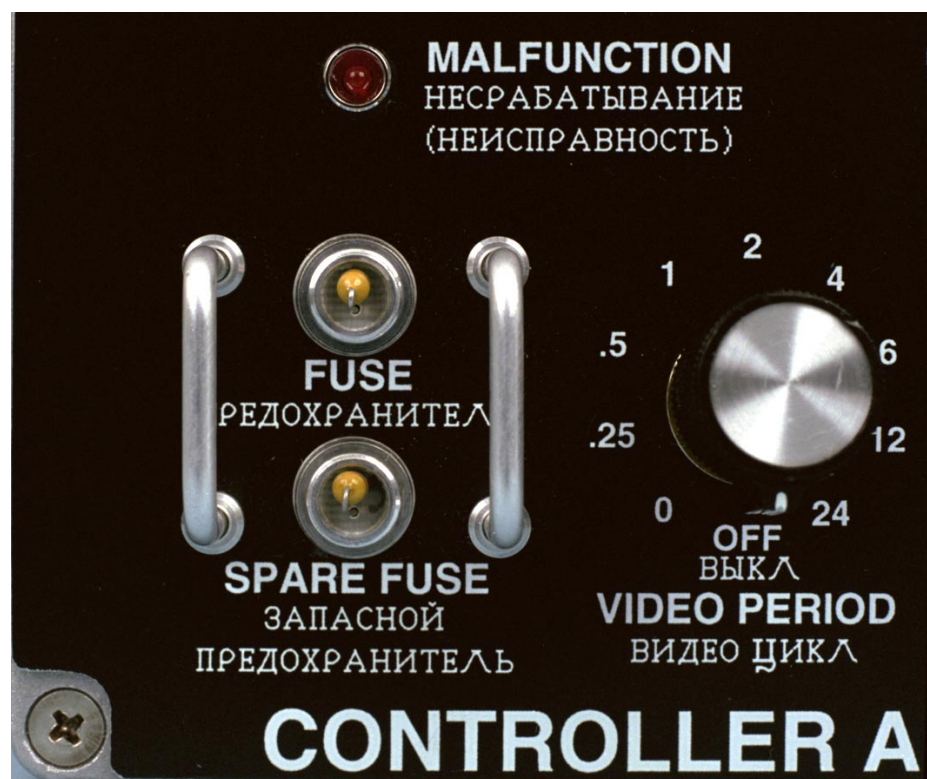 MALFUNCTION
НЕСРАБАТЫВАНИЕ
(НЕИСПРАВНОСТЬ)
FUSE
РЕДОХРАНИТЕЛ
SPARE FUSE
ЗАПАСНОЙ
ПРЕДОХРАНИТЕЛЬ
0
.25
.5
1
2
4
6
12
24
OFF
ВЫКЛ
VIDEO PERIOD
ВИДЕО ЦИКЛ
CONTROLLER A